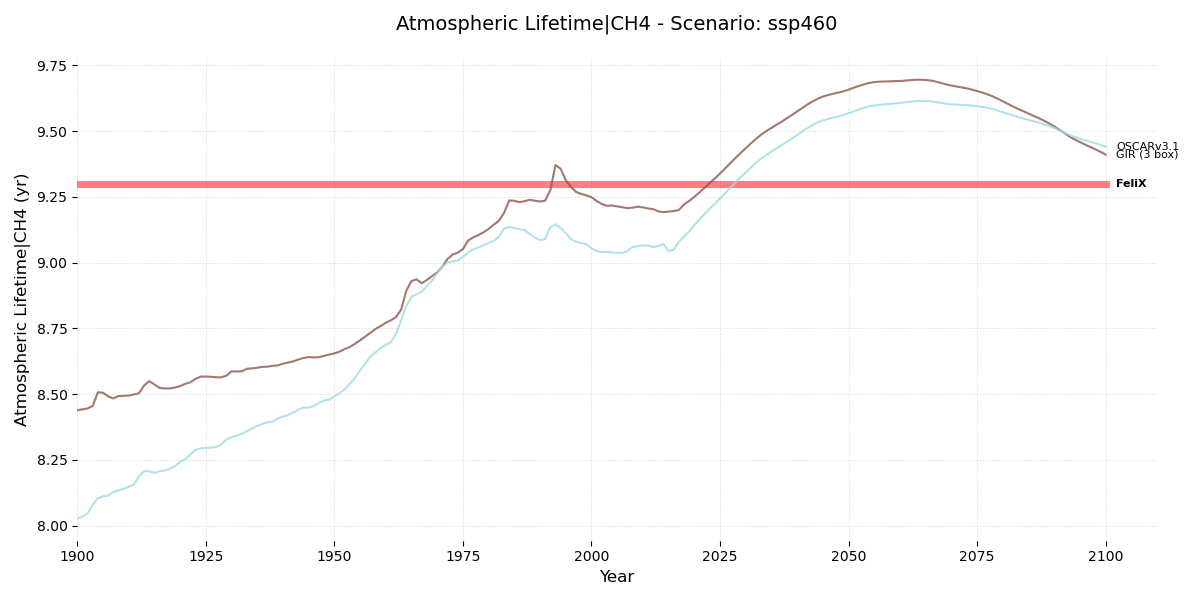 Atmospheric Lifetime|CH4 - Scenario: ssp460
Atmospheric Lifetime|CH4 (yr)
9.75
9.50
9.25
9.00
8.75
8.50
8.25
8.00
OSCARv3.1
GIR (3 box)
FeliX
1900
1925
1950
1975
2000
2025
2050
2075
2100
Year